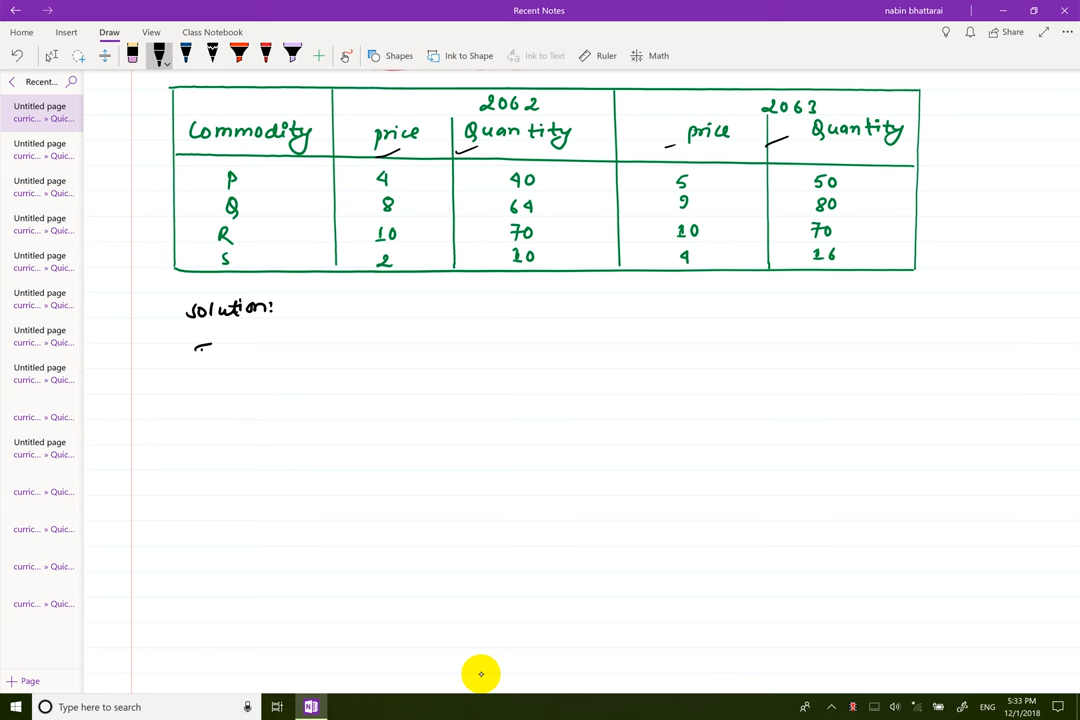 Recent Notes
nabin bhattarai
Home Insert Draw View Class Notebook
Share
Shapes Ink to Shape Ink to Text Ruler Math
Recent...
Untitled page
curric... » Quic...
Untitled page
curric... » Quic...
Untitled page
curric... » Quic...
Untitled page
curric... » Quic...
Untitled page
curric... » Quic...
Untitled page
curric... » Quic...
Untitled page
curric... » Quic...
Untitled page
curric... » Quic...
curric... » Quic...
Untitled page
curric... » Quic...
curric... » Quic...
curric... » Quic...
curric... » Quic...
curric... » Quic...
Page
2062 2063
Commodity price Quantity price Quantity
P 4 40 5 50
Q 8 64 9 80
R 10 70 10 70
S 2 10 4 16
solution:
Type here to search
ENG
5:33 PM
12/1/2018